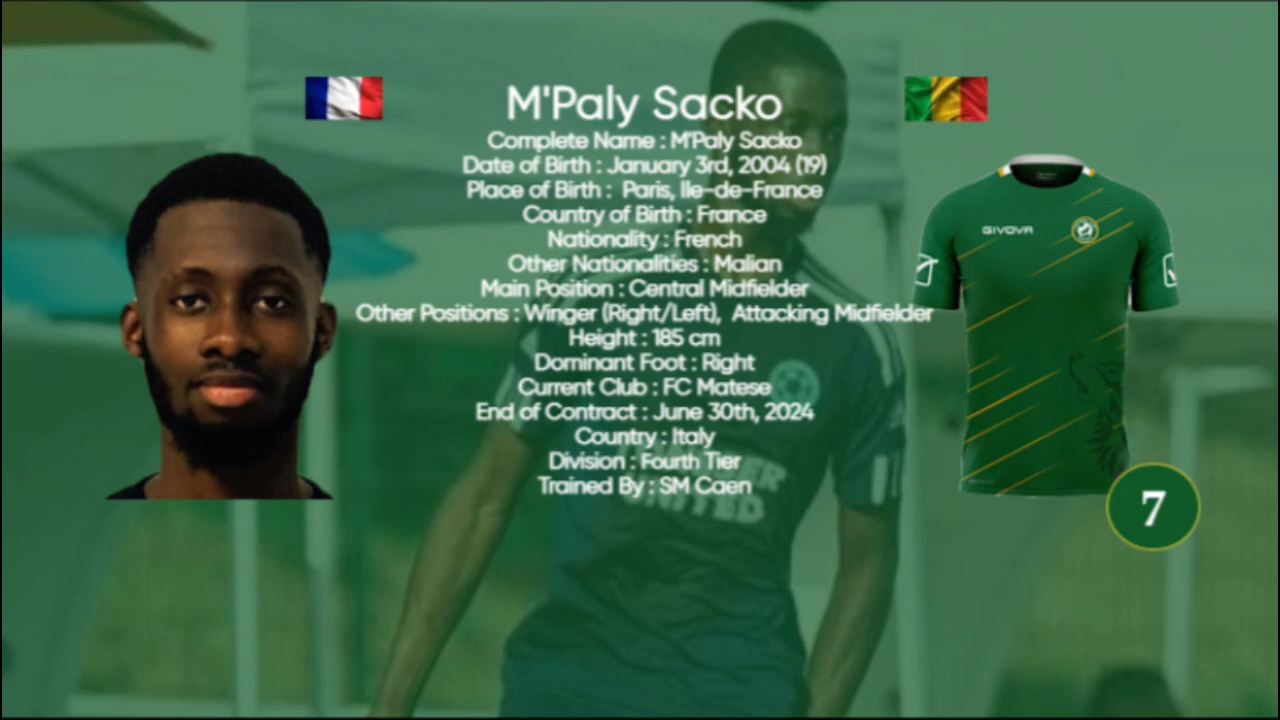 M'Paly Sacko
Complete Name : M'Paly Sacko
Date of Birth : January 3rd, 2004 (19)
Place of Birth :  Paris, Ile-de-France
Country of Birth : France
Nationality : French
Other Nationalities : Malian
Main Position : Central Midfielder
Other Positions : Winger (Right/Left),  Attacking Midfielder
Height : 185 cm
Dominant Foot : Right
Current Club : FC Matese
End of Contract : June 30th, 2024
Country : Italy
Division : Fourth Tier
Trained By : SM Caen
GIVOVA
7
UNITED